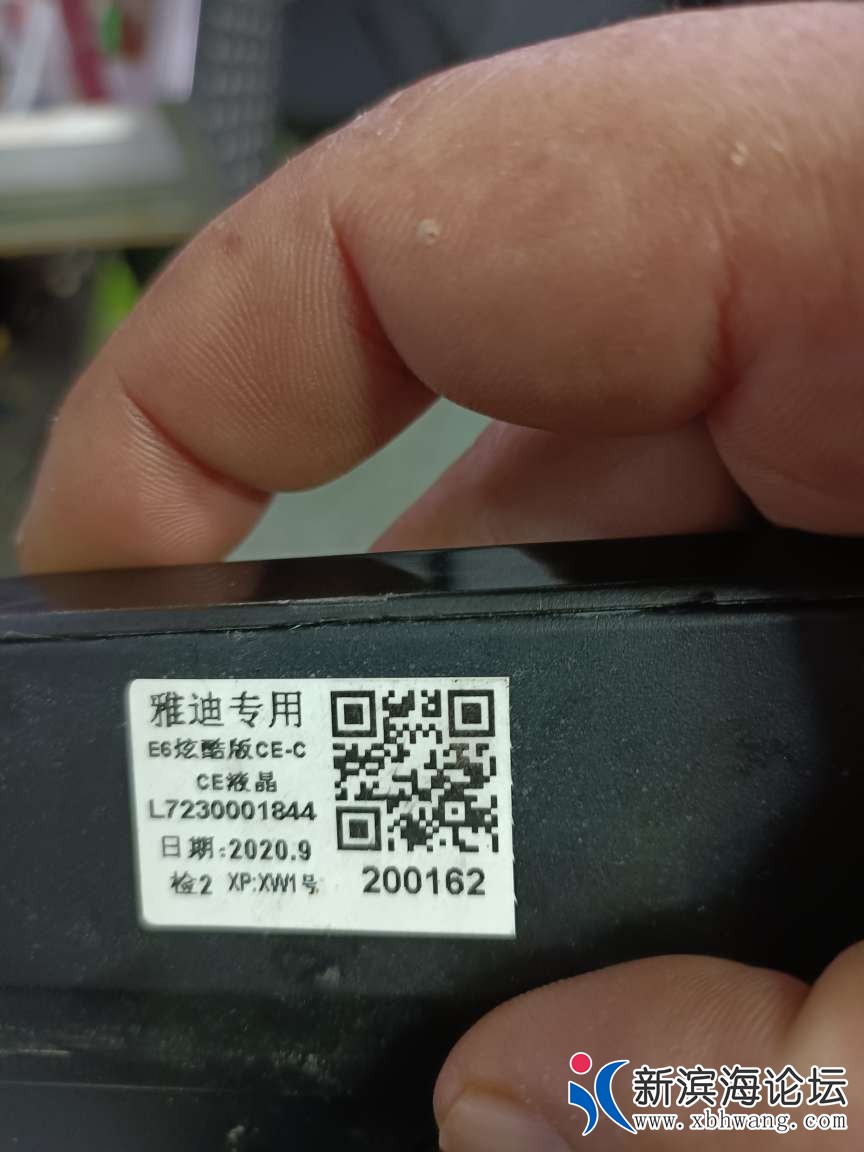 雅迪专用
E6炫酷版CE-C
CE液晶
L7230001844
日期:2020.9
检2 XP:XW1号
200162
新滨海论坛
www.xbhwang.com